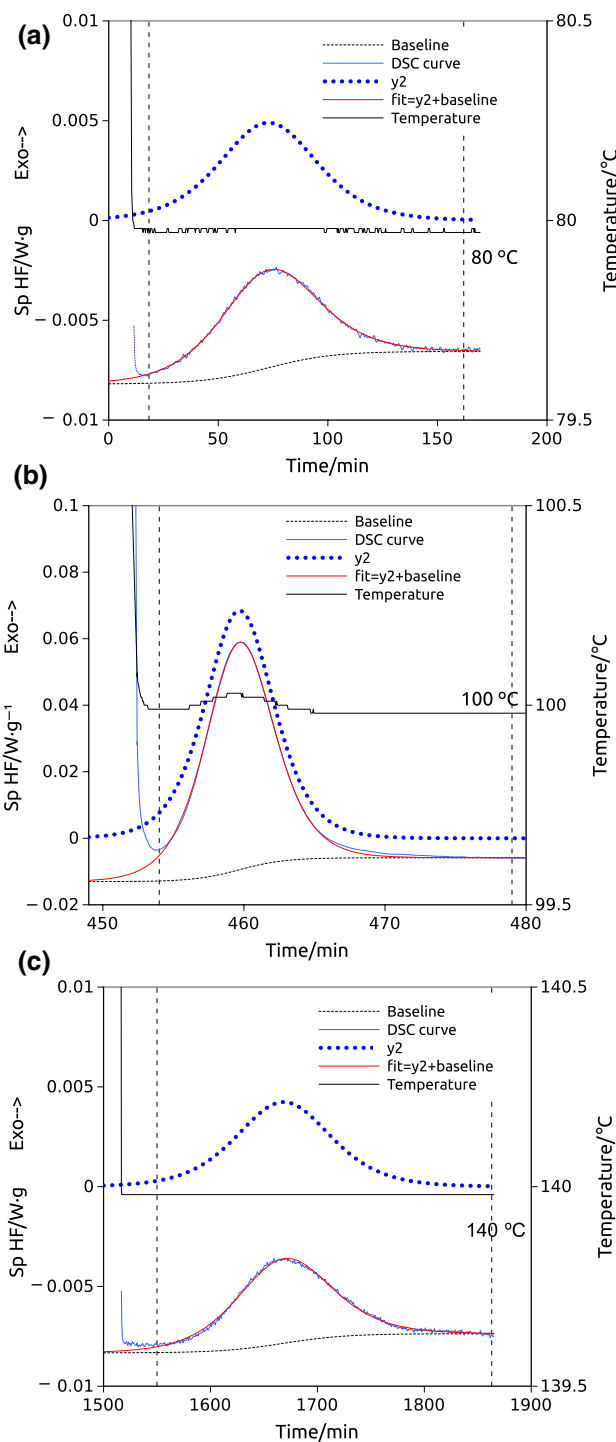 (a)
0.01
0.005
0
−0.005
−0.01
80.5
80
79.5
Sp HF/W·g
Exo-->
Temperature/°C
Baseline
DSC curve
y2
fit=y2+baseline
Temperature
80 °C
0
50
100
150
200
Time/min
(b)
0.1
0.08
0.06
0.04
0.02
0
−0.02
100.5
100
99.5
Sp HF/W·g⁻¹
Exo-->
Temperature/°C
Baseline
DSC curve
y2
fit=y2+baseline
Temperature
100 °C
450
460
470
480
Time/min
(c)
0.01
0.005
0
−0.005
−0.01
140.5
140
139.5
Sp HF/W·g
Exo-->
Temperature/°C
Baseline
DSC curve
y2
fit=y2+baseline
Temperature
140 °C
1500
1600
1700
1800
1900
Time/min